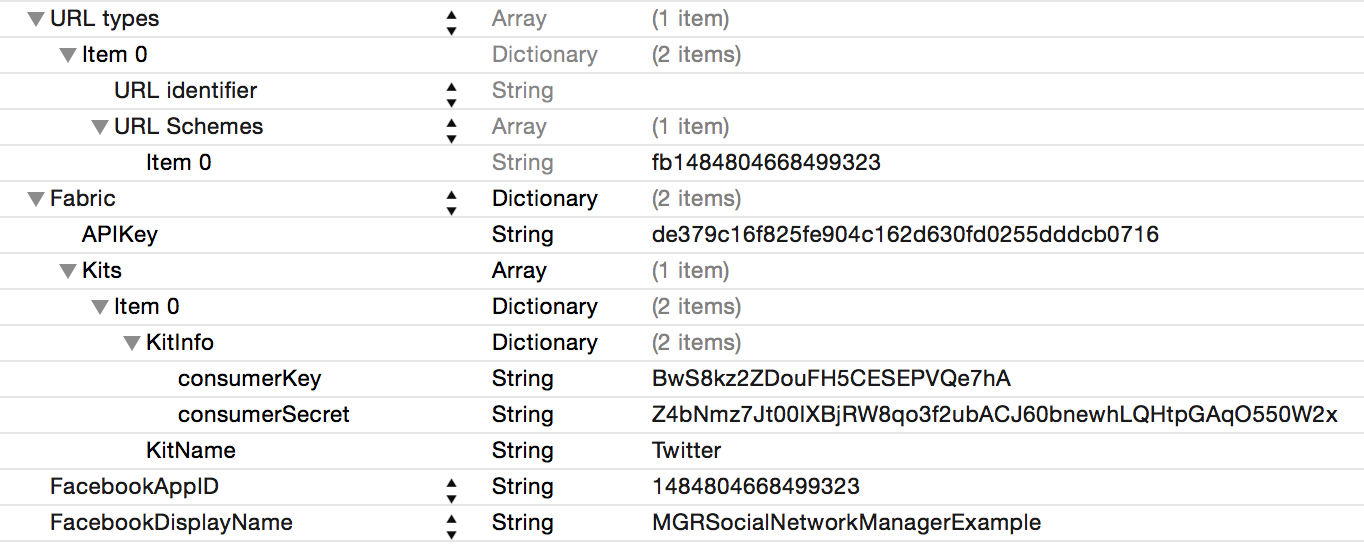 URL types Array (1 item)
Item 0 Dictionary (2 items)
URL identifier String
URL Schemes Array (1 item)
Item 0 String fb1484804668499323
Fabric Dictionary (2 items)
APIKey String de379c16f825fe904c162d630fd0255dddcb0716
Kits Array (1 item)
Item 0 Dictionary (2 items)
KitInfo Dictionary (2 items)
consumerKey String BwS8kz2ZDouFH5CESEPVQe7hA
consumerSecret String Z4bNmz7Jt00IXBjRW8qo3f2ubACJ60bnewhLQHtpGAqO550W2x
KitName String Twitter
FacebookAppID String 1484804668499323
FacebookDisplayName String MGRSocialNetworkManagerExample